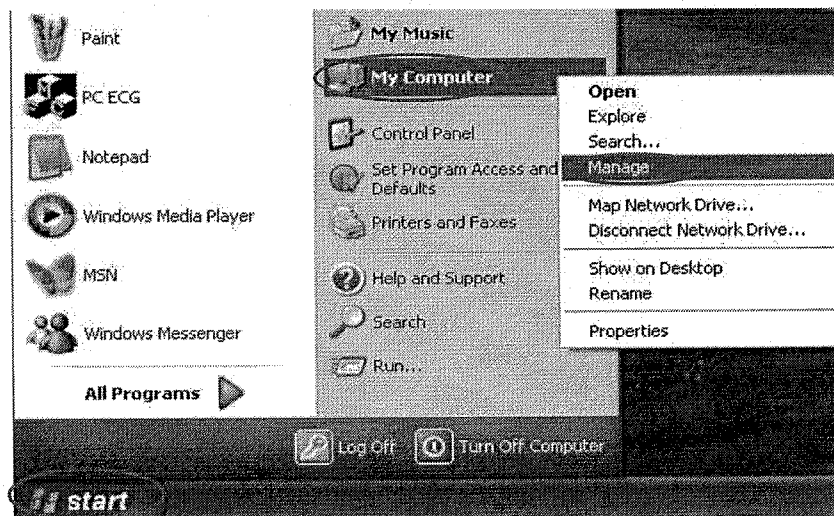 Paint
PC ECG
Notepad
Windows Media Player
MSN
Windows Messenger
All Programs
My Music
My Computer
Control Panel
Set Program Access and
Defaults
Printers and Faxes
Help and Support
Search
Run...
Open
Explore
Search...
Manage
Map Network Drive...
Disconnect Network Drive...
Show on Desktop
Rename
Properties
Log Off
Turn Off Computer
start